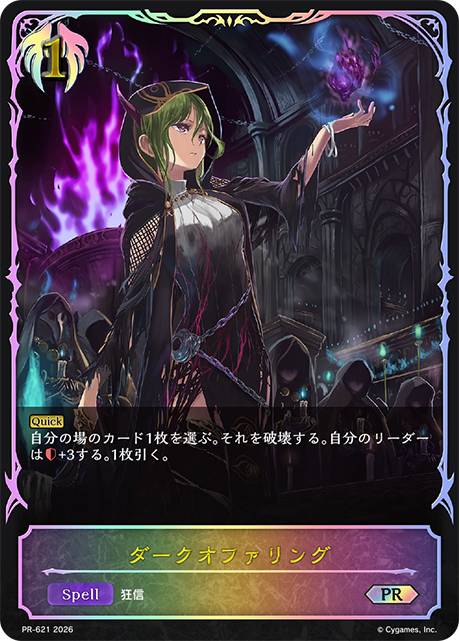 1
Quick
自分の場のカード1枚を選ぶ。それを破壊する。自分のリーダー
は+3する。1枚引く。
ダークオファリング
Spell 狂信
PR
PR-621 2026
© Cygames, Inc.